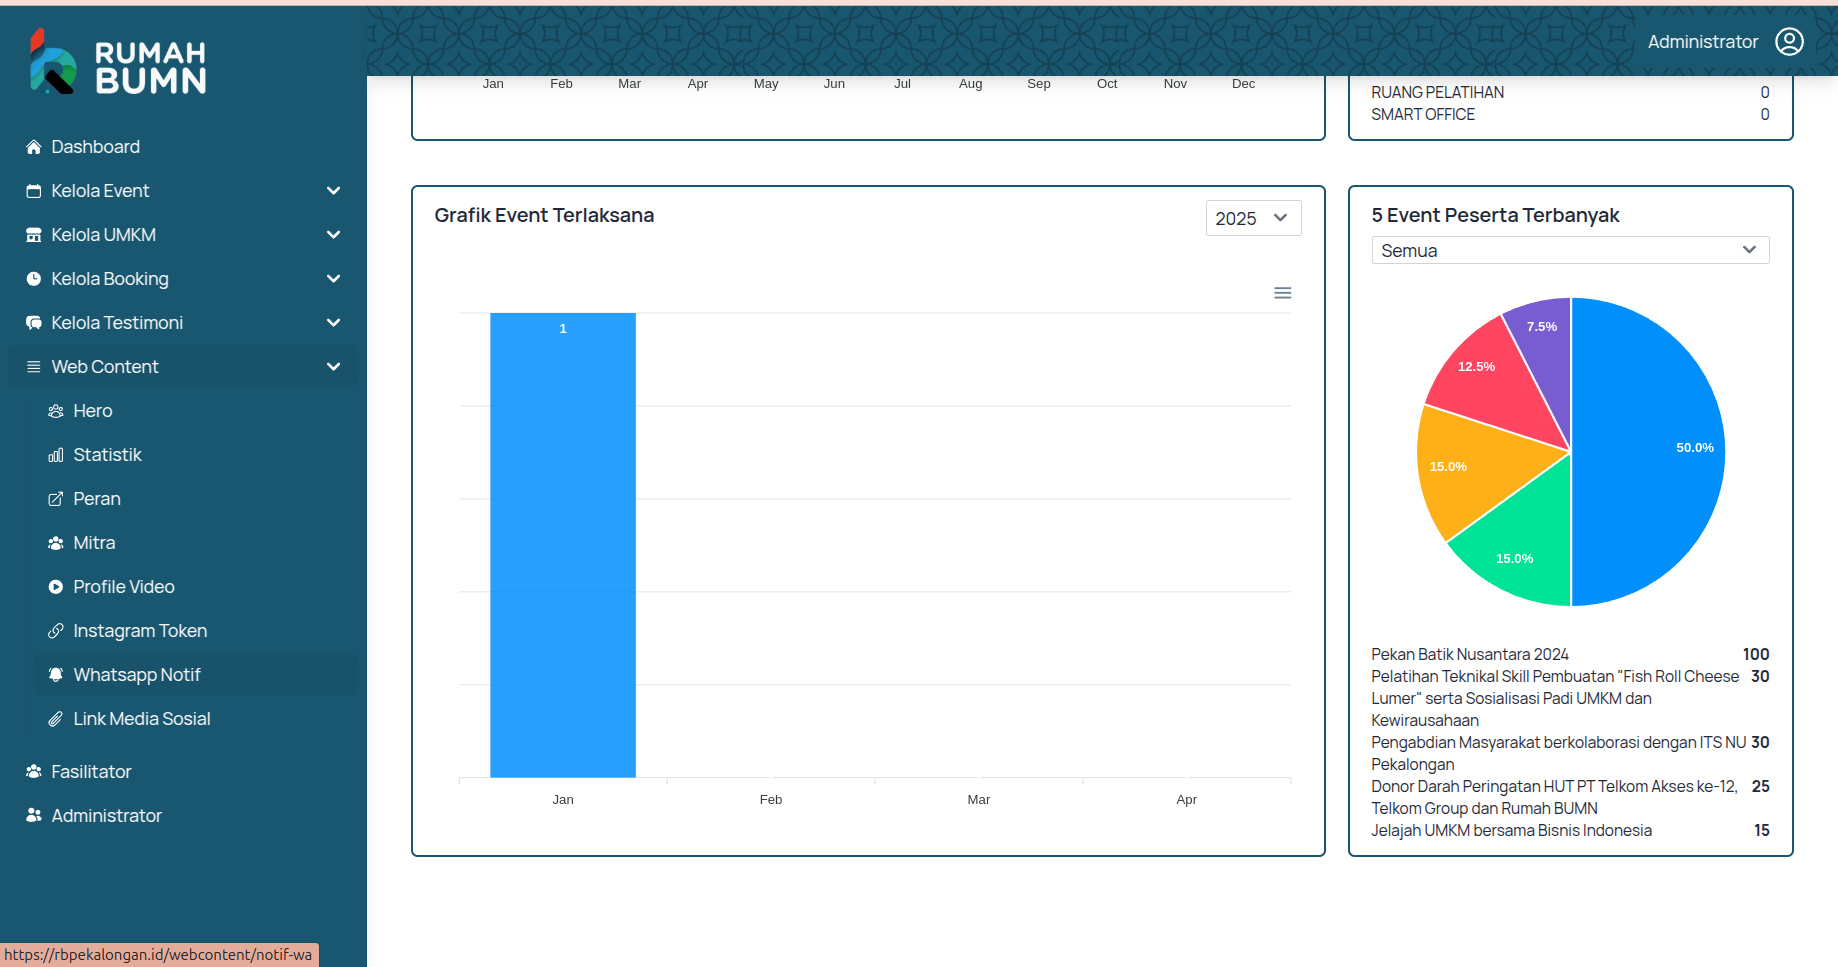 RUMAH
BUMN
Administrator
Dashboard
Kelola Event
Kelola UMKM
Kelola Booking
Kelola Testimoni
Web Content
Hero
Statistik
Peran
Mitra
Profile Video
Instagram Token
Whatsapp Notif
Link Media Sosial
Fasilitator
Administrator
https://rbpekalongan.id/webcontent/notif-wa
Jan Feb Mar Apr May Jun Jul Aug Sep Oct Nov Dec
RUANG PELATIHAN 0
SMART OFFICE 0
Grafik Event Terlaksana
2025
1
Jan Feb Mar Apr
5 Event Peserta Terbanyak
Semua
7.5%
12.5%
50.0%
15.0%
15.0%
Pekan Batik Nusantara 2024 100
Pelatihan Teknikal Skill Pembuatan "Fish Roll Cheese 30
Lumer" serta Sosialisasi Padi UMKM dan
Kewirausahaan
Pengabdian Masyarakat berkolaborasi dengan ITS NU 30
Pekalongan
Donor Darah Peringatan HUT PT Telkom Akses ke-12, 25
Telkom Group dan Rumah BUMN
Jelajah UMKM bersama Bisnis Indonesia 15